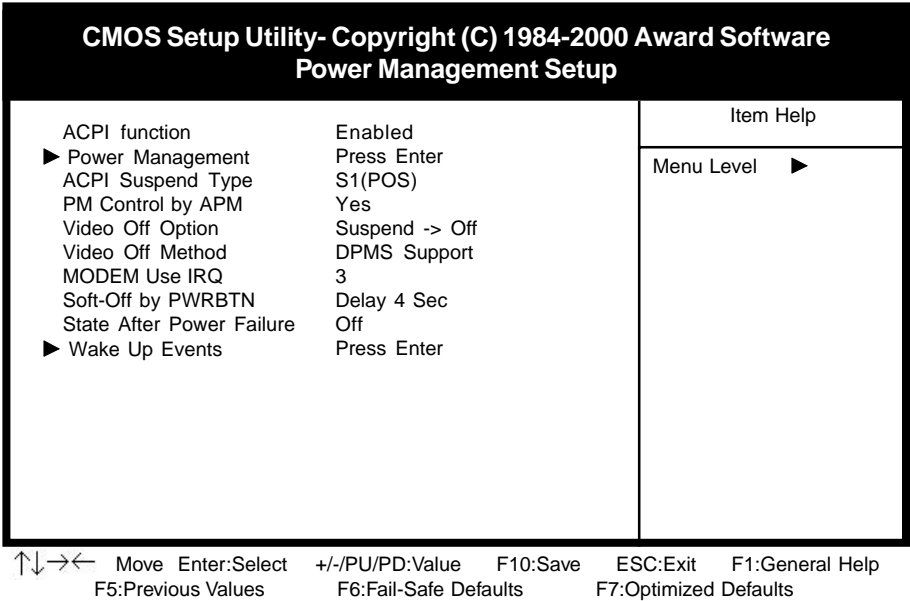 CMOS Setup Utility- Copyright (C) 1984-2000 Award Software
Power Management Setup
ACPI function Enabled
▶ Power Management Press Enter
ACPI Suspend Type S1(POS)
PM Control by APM Yes
Video Off Option Suspend -> Off
Video Off Method DPMS Support
MODEM Use IRQ 3
Soft-Off by PWRBTN Delay 4 Sec
State After Power Failure Off
▶ Wake Up Events Press Enter
Item Help
Menu Level ▶
↑↓→← Move Enter:Select +/-/PU/PD:Value F10:Save ESC:Exit F1:General Help
F5:Previous Values F6:Fail-Safe Defaults F7:Optimized Defaults